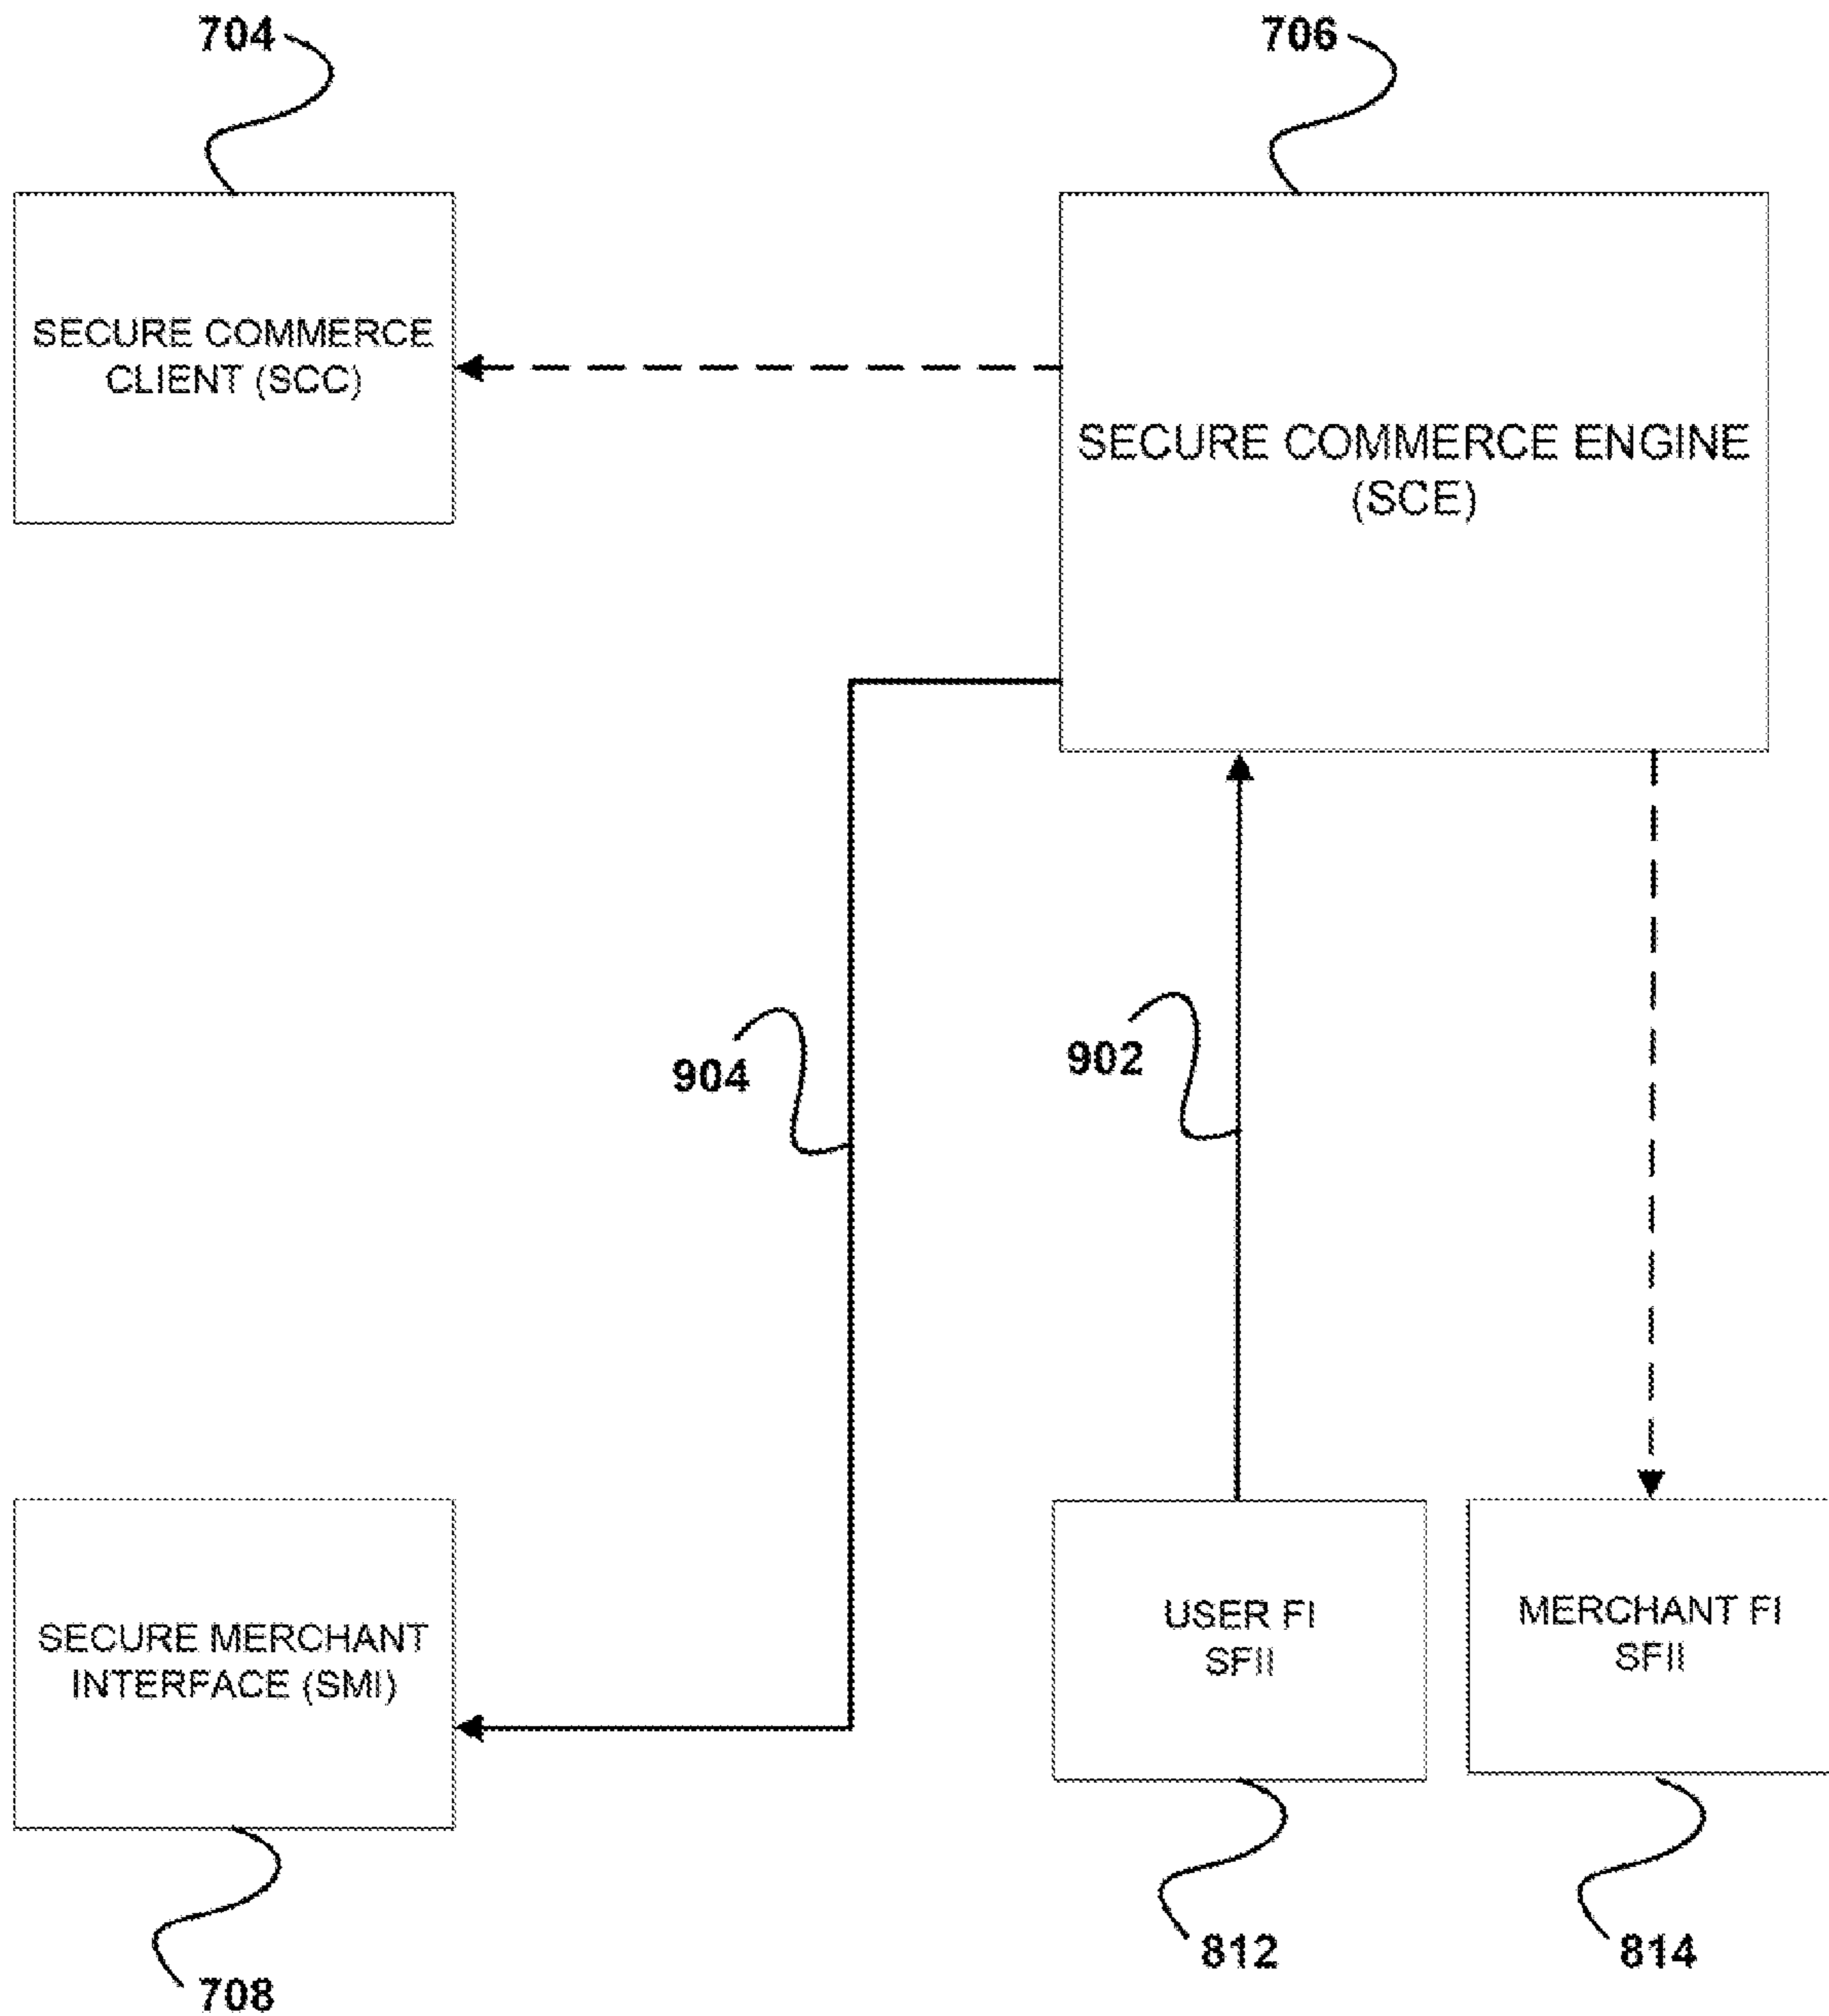 704
706
SECURE COMMERCE
CLIENT (SCC)
SECURE COMMERCE ENGINE
(SCE)
904
902
SECURE MERCHANT
INTERFACE (SMI)
USER FI
SFII
MERCHANT FI
SFII
708
812
814